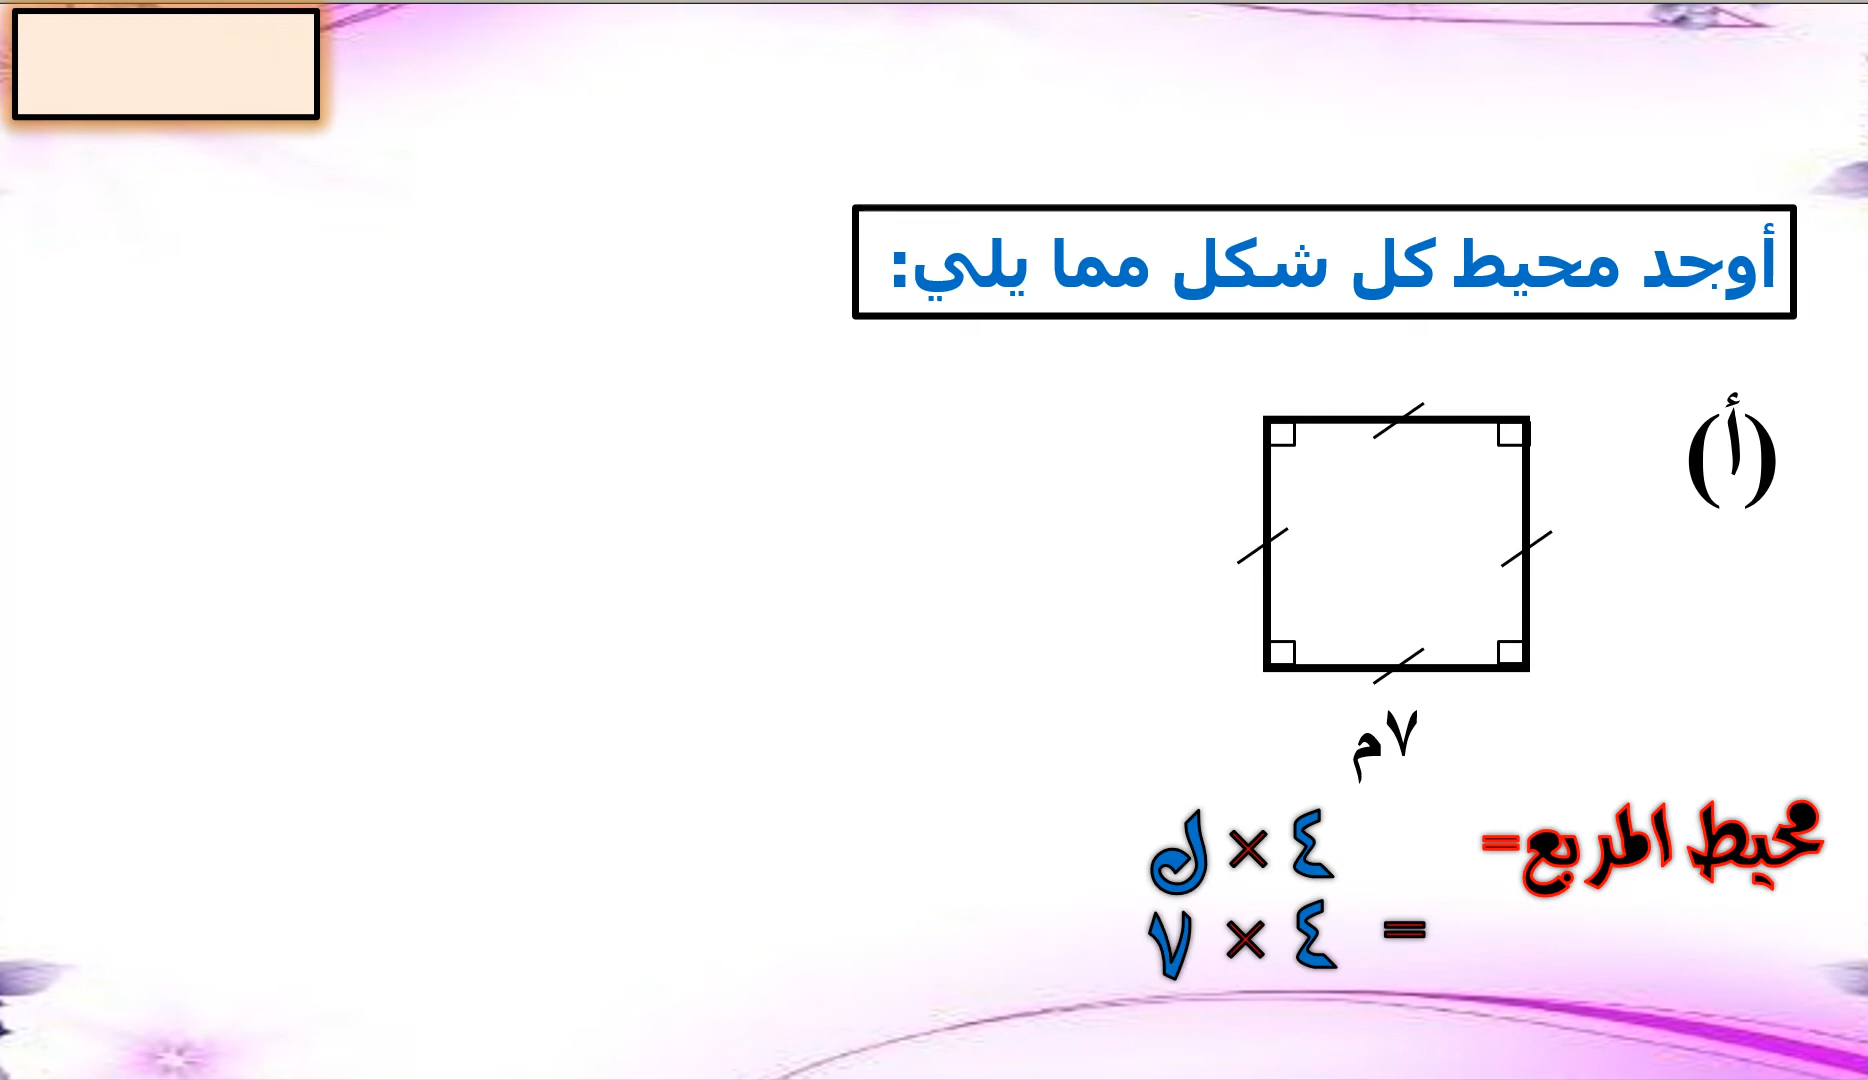 أوجد محيط كل شكل مما يلي:
(أ)
٧م
محيط المربع= ٤ × ل
= ٤ × ٧